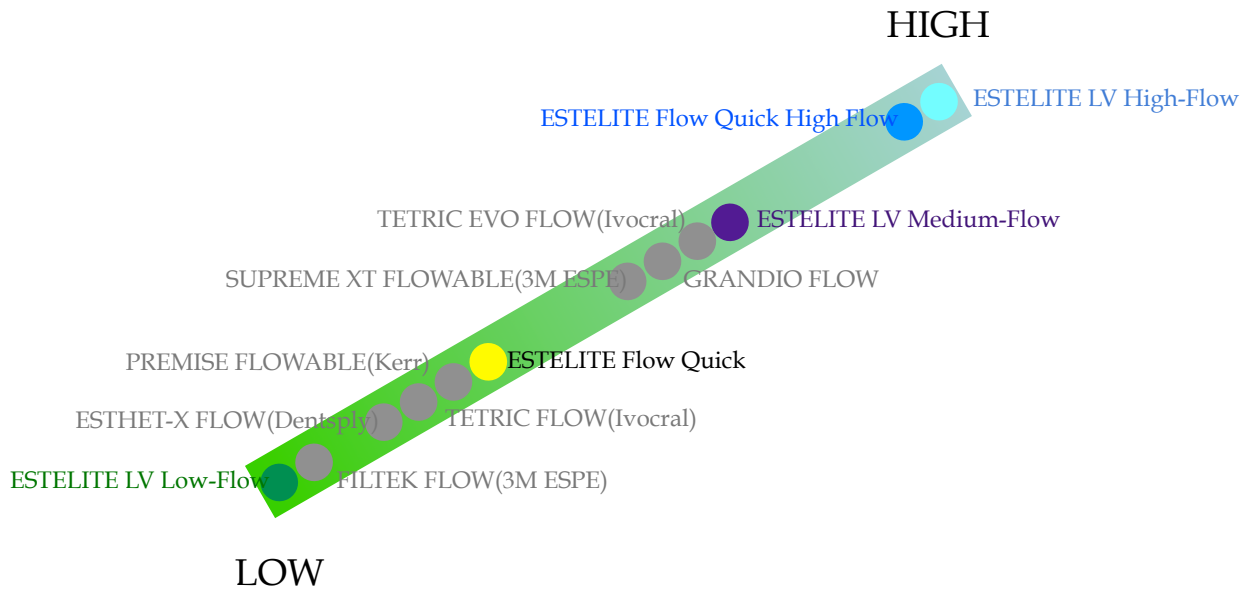 HIGH
ESTELITE LV High-Flow
ESTELITE Flow Quick High Flow
TETRIC EVO FLOW(Ivocral)
ESTELITE LV Medium-Flow
SUPREME XT FLOWABLE(3M ESPE)
GRANDIO FLOW
PREMISE FLOWABLE(Kerr)
ESTELITE Flow Quick
ESTHET-X FLOW(Dentsply)
TETRIC FLOW(Ivocral)
ESTELITE LV Low-Flow
FILTEK FLOW(3M ESPE)
LOW